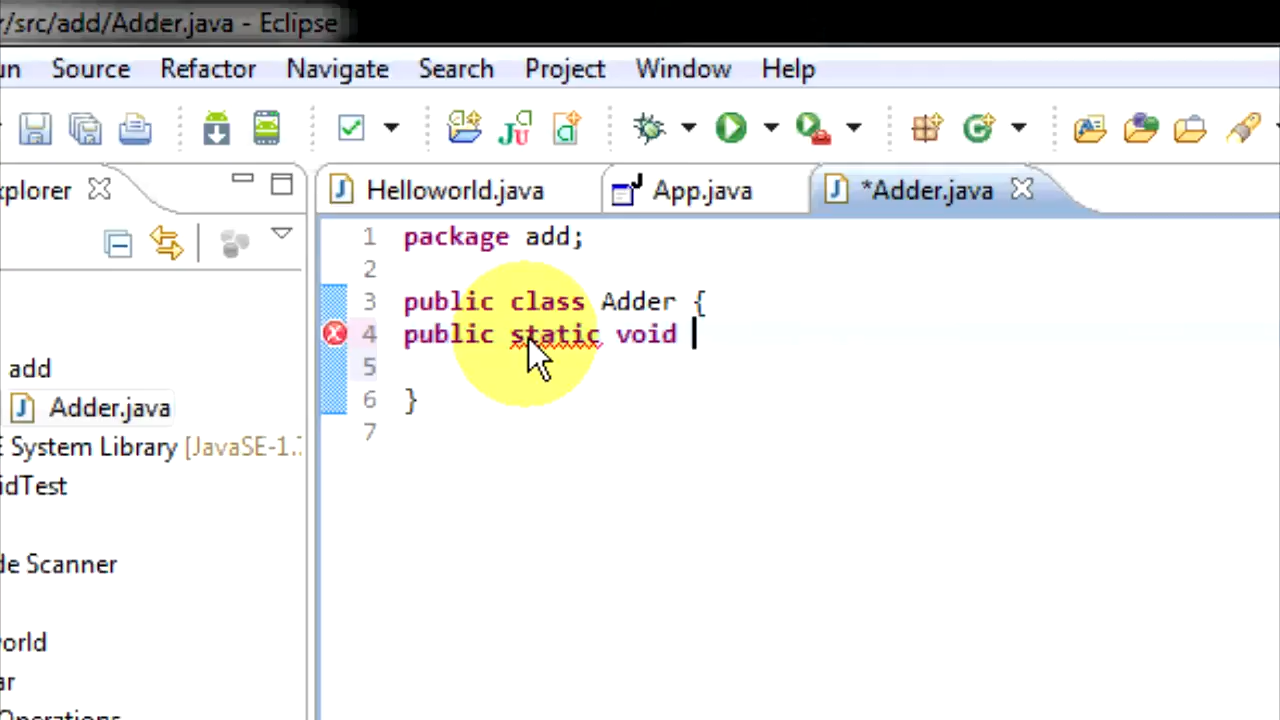 r/src/add/Adder.java - Eclipse
un Source Refactor Navigate Search Project Window Help
xplorer
Helloworld.java App.java *Adder.java
1 package add;
2
3 public class Adder {
4 public static void
5
6 }
7
add
Adder.java
E System Library [JavaSE-1.
idTest
de Scanner
orld
ar
Operations